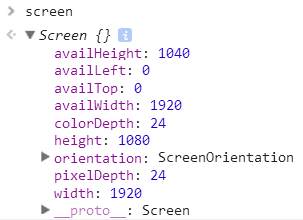 > screen
Screen {} i
availHeight: 1040
availLeft: 0
availTop: 0
availWidth: 1920
colorDepth: 24
height: 1080
orientation: ScreenOrientation
pixelDepth: 24
width: 1920
__proto__: Screen